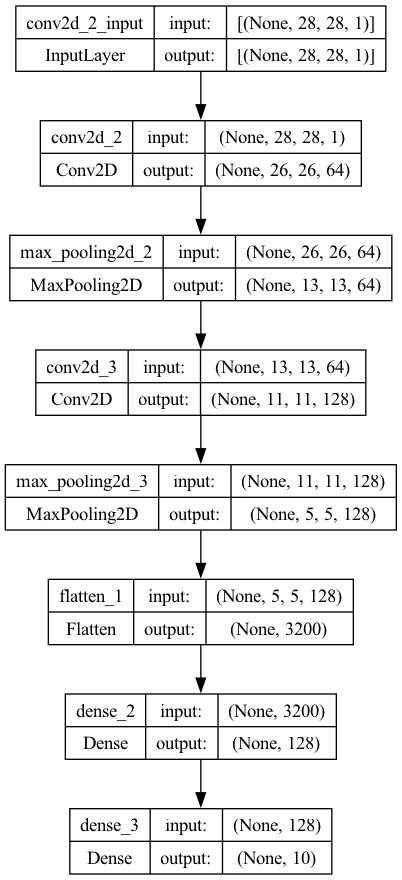 conv2d_2_input input: [(None, 28, 28, 1)]
InputLayer output: [(None, 28, 28, 1)]
conv2d_2 input: (None, 28, 28, 1)
Conv2D output: (None, 26, 26, 64)
max_pooling2d_2 input: (None, 26, 26, 64)
MaxPooling2D output: (None, 13, 13, 64)
conv2d_3 input: (None, 13, 13, 64)
Conv2D output: (None, 11, 11, 128)
max_pooling2d_3 input: (None, 11, 11, 128)
MaxPooling2D output: (None, 5, 5, 128)
flatten_1 input: (None, 5, 5, 128)
Flatten output: (None, 3200)
dense_2 input: (None, 3200)
Dense output: (None, 128)
dense_3 input: (None, 128)
Dense output: (None, 10)